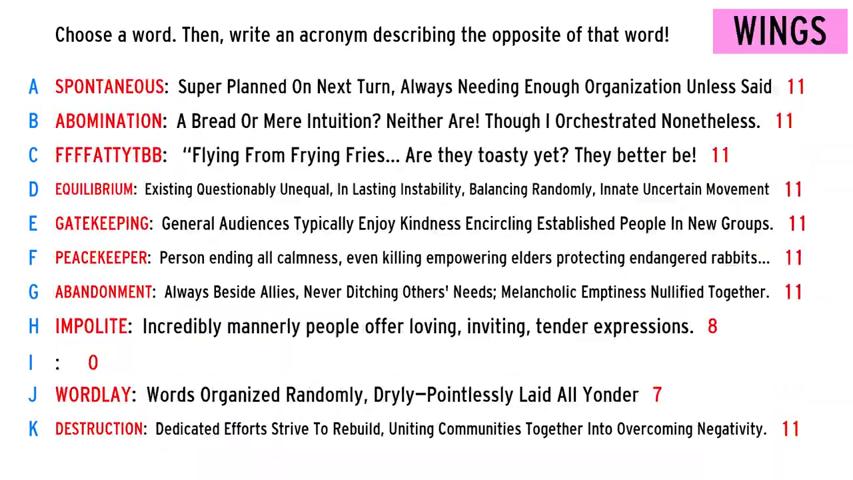 Choose a word. Then, write an acronym describing the opposite of that word!
WINGS
A SPONTANEOUS: Super Planned On Next Turn, Always Needing Enough Organization Unless Said 11
B ABOMINATION: A Bread Or Mere Intuition? Neither Are! Though I Orchestrated Nonetheless. 11
C FFFFATTYTBB: “Flying From Frying Fries... Are they toasty yet? They better be! 11
D EQUILIBRIUM: Existing Questionably Unequal, In Lasting Instability, Balancing Randomly, Innate Uncertain Movement 11
E GATEKEEPING: General Audiences Typically Enjoy Kindness Encircling Established People In New Groups. 11
F PEACEKEEPER: Person ending all calmness, even killing empowering elders protecting endangered rabbits... 11
G ABANDONMENT: Always Beside Allies, Never Ditching Others' Needs; Melancholic Emptiness Nullified Together. 11
H IMPOLITE: Incredibly mannerly people offer loving, inviting, tender expressions. 8
I : 0
J WORDLAY: Words Organized Randomly, Dryly—Pointlessly Laid All Yonder 7
K DESTRUCTION: Dedicated Efforts Strive To Rebuild, Uniting Communities Together Into Overcoming Negativity. 11